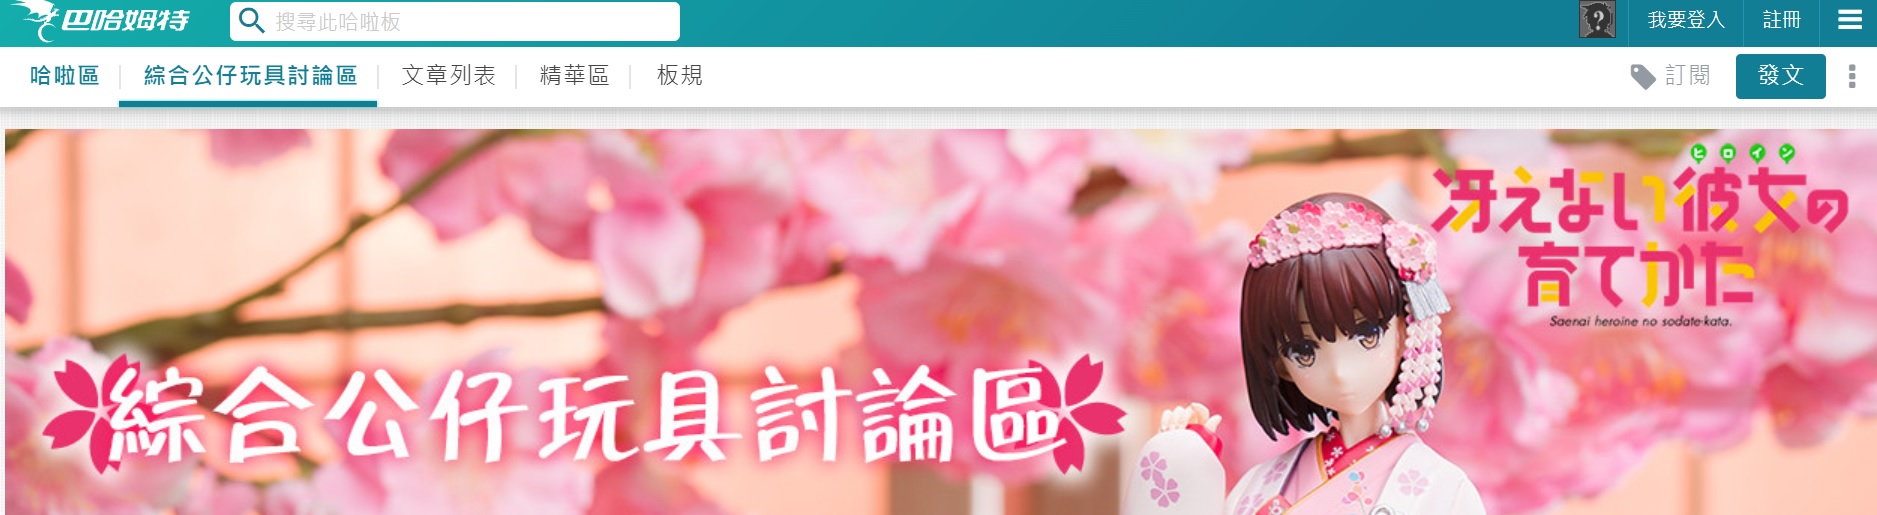 巴哈姆特
搜尋此哈啦板
我要登入
註冊
哈啦區
綜合公仔玩具討論區
文章列表
精華區
板規
訂閱
發文
ヒロイン
冴えない彼女の
育てかた
Saenai heroine no sodate-kata.
綜合公仔玩具討論區